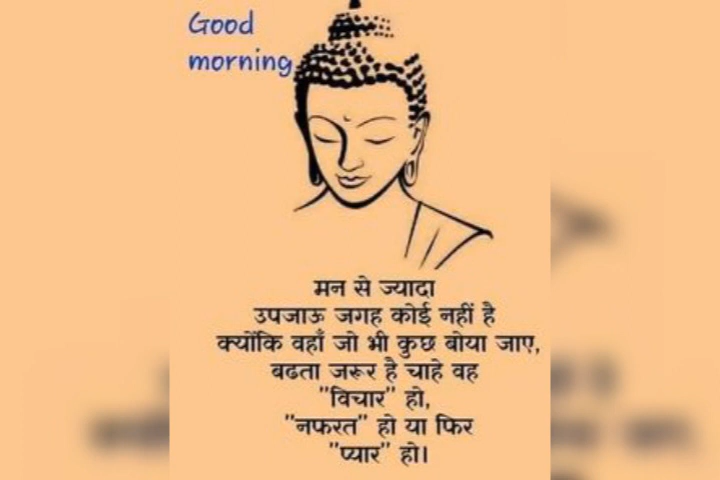 Good
morning
मन से ज्यादा
उपजाऊ जगह कोई नहीं है
क्योंकि वहाँ जो भी कुछ बोया जाए,
बढता जरूर है चाहे वह
"विचार" हो,
"नफरत" हो या फिर
"प्यार" हो।